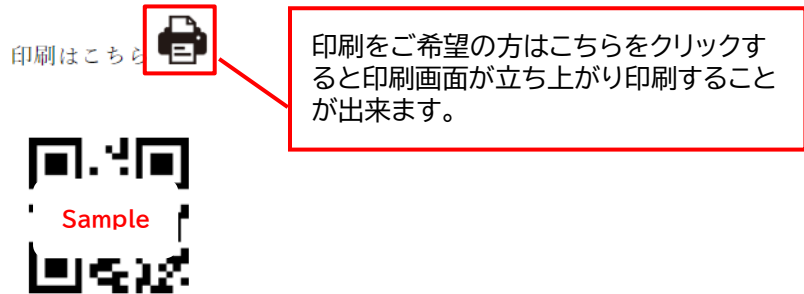 印刷はこちら
印刷をご希望の方はこちらをクリックす
ると印刷画面が立ち上がり印刷すること
が出来ます。
Sample